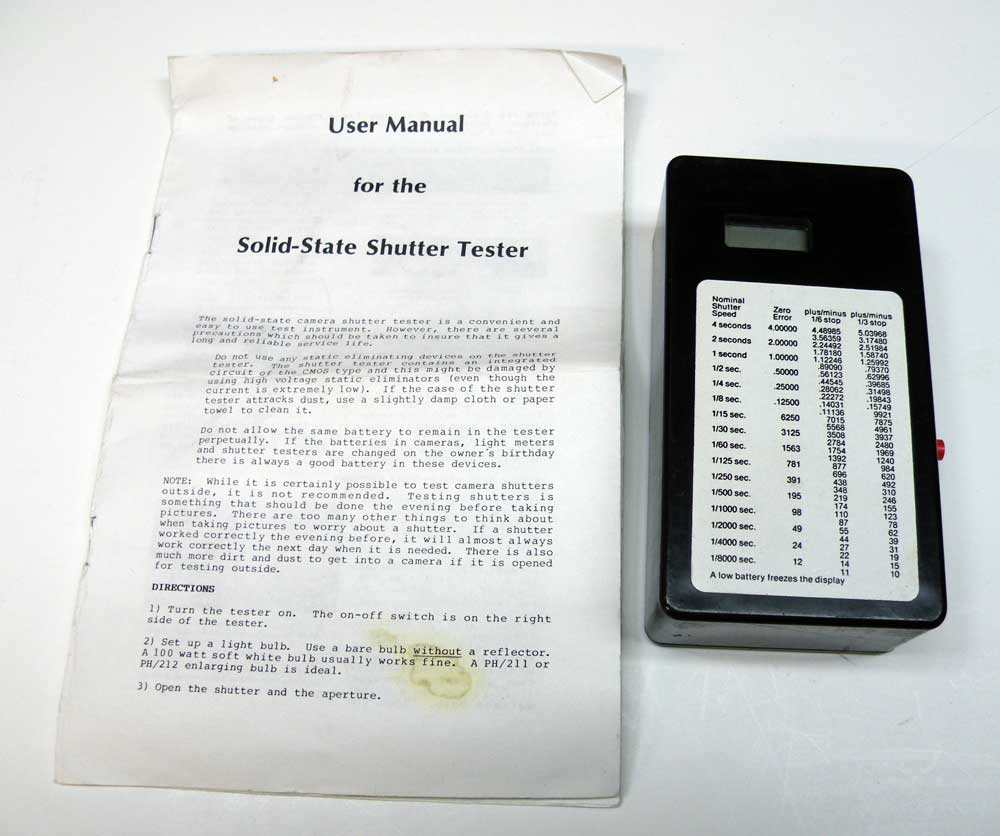 User Manual
for the
Solid-State Shutter Tester
The solid-state camera shutter tester is a convenient and
easy to use test instrument. However, there are several
precautions which should be taken to insure that it gives a
long and reliable service life.
Do not use any static eliminating devices on the shutter
tester. The shutter tester contains an integrated
circuit of the CMOS type and this might be damaged by
using high voltage static eliminators (even though the
current is extremely low). If the case of the shutter
tester attracks dust, use a slightly damp cloth or paper
towel to clean it.
Do not allow the same battery to remain in the tester
perpetually. If the batteries in cameras, light meters
and shutter testers are changed on the owner's birthday
there is always a good battery in these devices.
NOTE: While it is certainly possible to test camera shutters
outside, it is not recommended. Testing shutters is
something that should be done the evening before taking
pictures. There are too many other things to think about
when taking pictures to worry about a shutter. If a shutter
worked correctly the evening before, it will almost always
work correctly the next day when it is needed. There is also
much more dirt and dust to get into a camera if it is opened
for testing outside.
DIRECTIONS
1) Turn the tester on. The on-off switch is on the right
side of the tester.
2) Set up a light bulb. Use a bare bulb without a reflector.
A 100 watt soft white bulb usually works fine. A PH/211 or
PH/212 enlarging bulb is ideal.
3) Open the shutter and the aperture.
Nominal
Shutter Zero plus/minus plus/minus
Speed Error 1/6 stop 1/3 stop
4 seconds 4.00000 4.48985 5.03968
3.56359 3.17480
2 seconds 2.00000 2.24492 2.51984
1.78180 1.58740
1 second 1.00000 1.12246 1.25992
.89090 .79370
1/2 sec. .50000 .56123 .62996
.44545 .39685
1/4 sec. .25000 .28062 .31498
.22272 .19843
1/8 sec. .12500 .14031 .15749
.11136 9921
1/15 sec. 6250 7015 7875
5568 4961
1/30 sec. 3125 3508 3937
2784 2480
1/60 sec. 1563 1754 1969
1392 1240
1/125 sec. 781 877 984
696 620
1/250 sec. 391 438 492
348 310
1/500 sec. 195 219 246
174 155
1/1000 sec. 98 110 123
87 78
1/2000 sec. 49 55 62
44 39
1/4000 sec. 24 27 31
22 19
1/8000 sec. 12 14 15
11 10
A low battery freezes the display